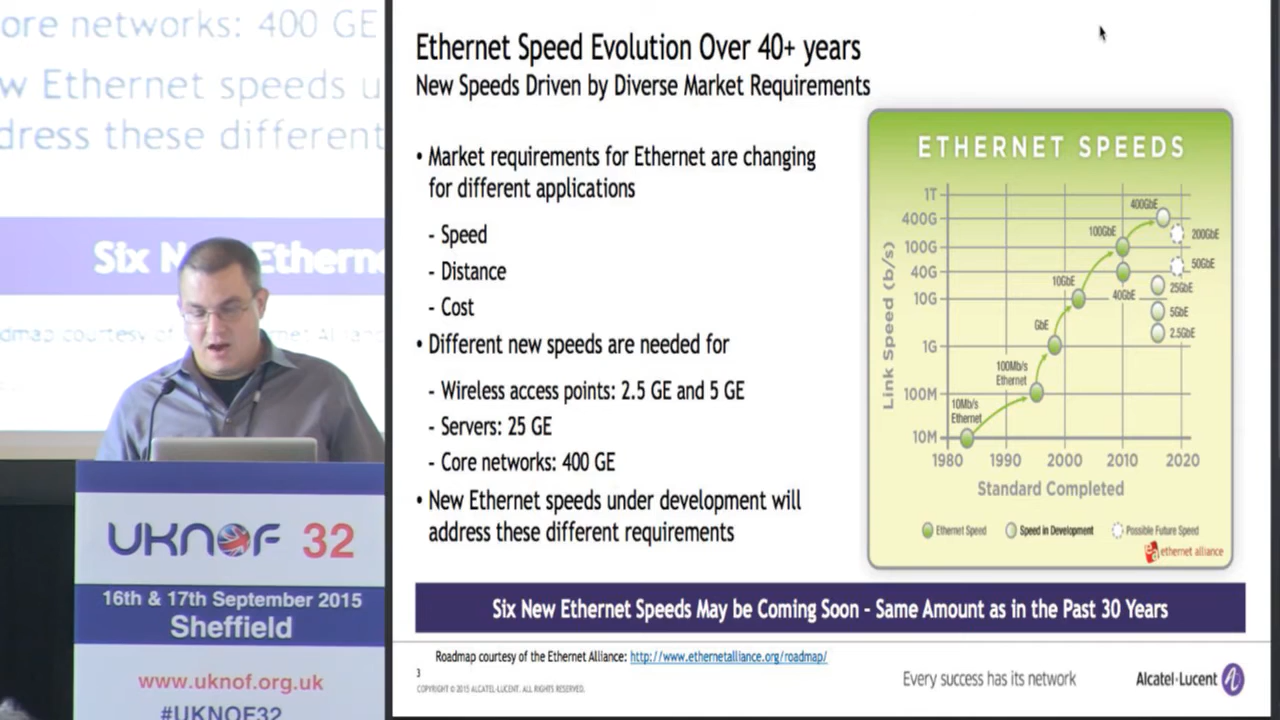 ore networks: 400 GE
w Ethernet speeds u
dress these different
Six N Etherne
admap courtesy of
UKNOF 32
16th & 17th September 2015
Sheffield
www.uknof.org.uk
#UKNOF32
Ethernet Speed Evolution Over 40+ years
New Speeds Driven by Diverse Market Requirements
• Market requirements for Ethernet are changing
for different applications
- Speed
- Distance
- Cost
• Different new speeds are needed for
- Wireless access points: 2.5 GE and 5 GE
- Servers: 25 GE
- Core networks: 400 GE
• New Ethernet speeds under development will
address these different requirements
ETHERNET SPEEDS
Link Speed (b/s)
1T
400G
100G
40G
10G
1G
100M
10M
400GbE
200GbE
100GbE
50GbE
10GbE
40GbE
25GbE
5GbE
GbE
2.5GbE
100Mb/s
Ethernet
10Mb/s
Ethernet
1980 1990 2000 2010 2020
Standard Completed
Ethernet Speed Speed in Development Possible Future Speed
ea ethernet alliance
Six New Ethernet Speeds May be Coming Soon - Same Amount as in the Past 30 Years
Roadmap courtesy of the Ethernet Alliance: http://www.ethernetalliance.org/roadmap/
3
COPYRIGHT © 2015 ALCATEL-LUCENT. ALL RIGHTS RESERVED.
Every success has its network
Alcatel·Lucent